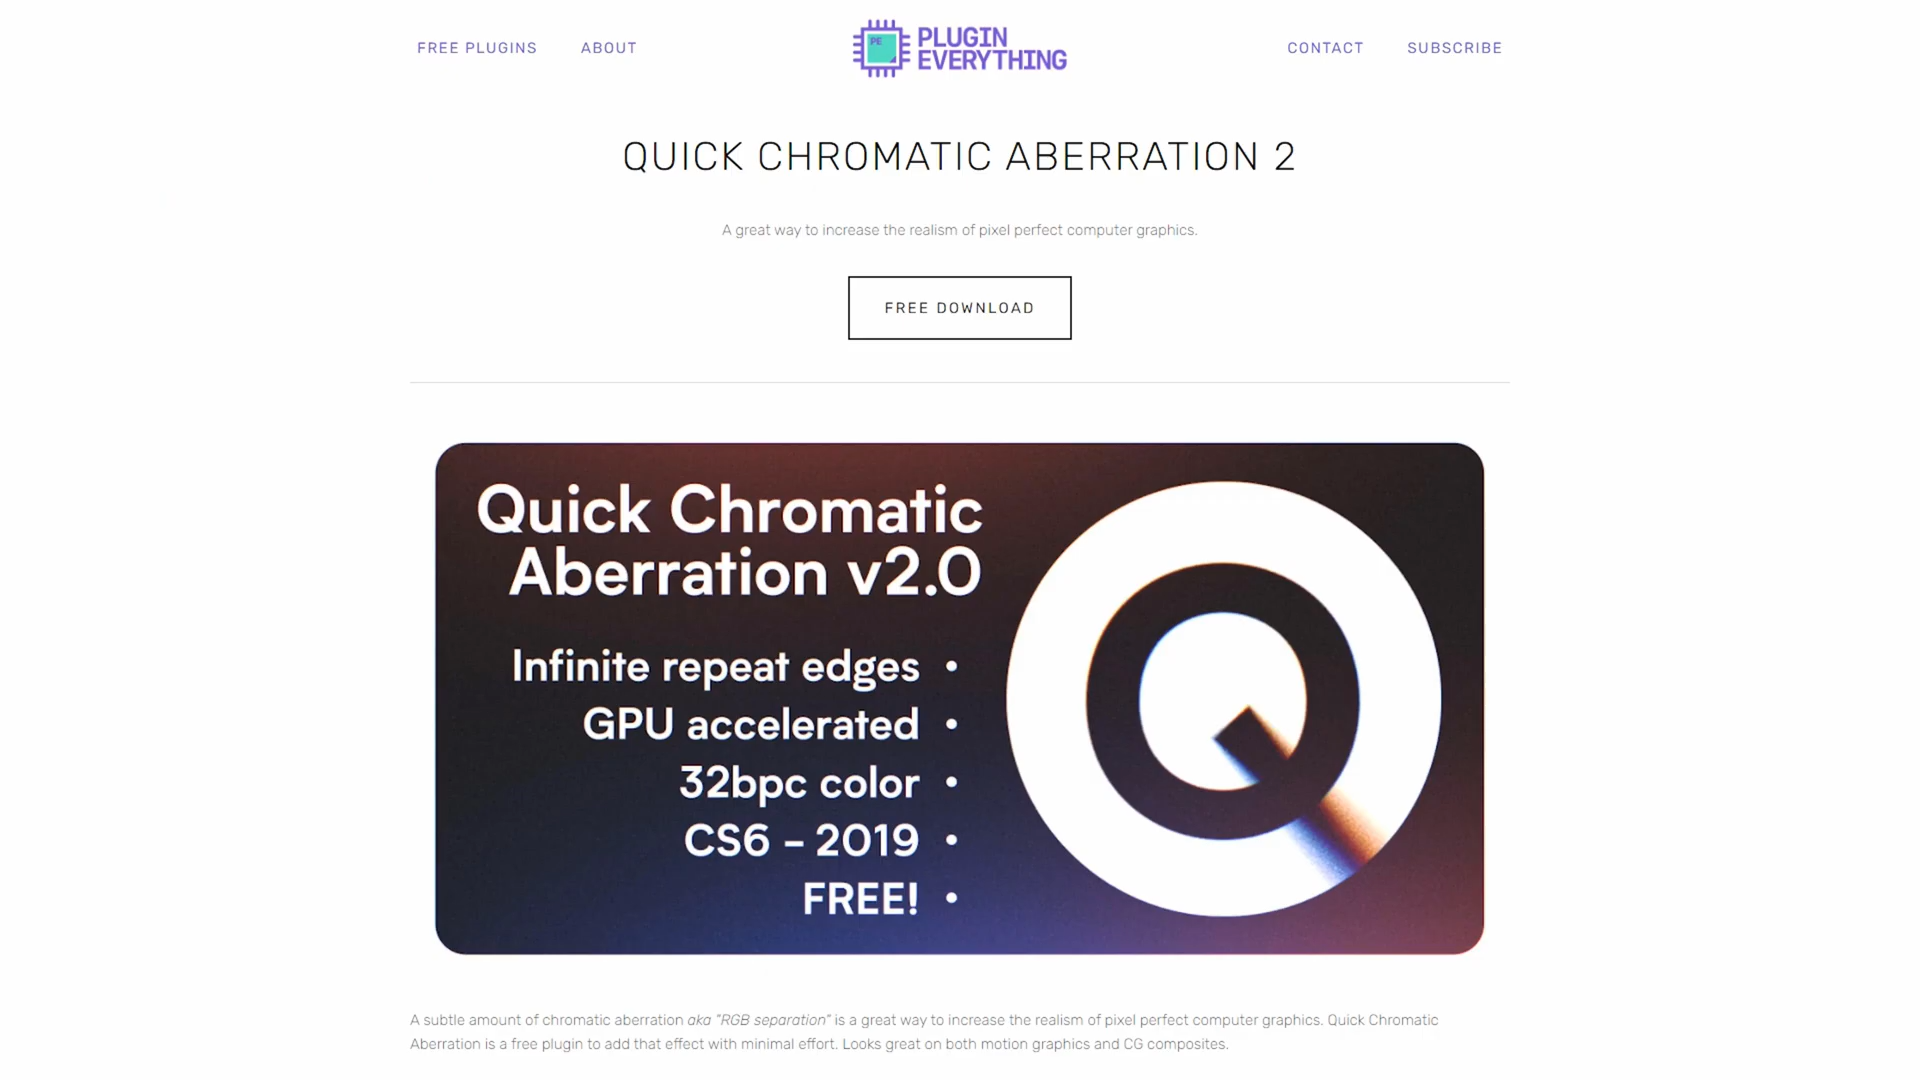 FREE PLUGINS
ABOUT
PE
PLUGIN
EVERYTHING
CONTACT
SUBSCRIBE
QUICK CHROMATIC ABERRATION 2
A great way to increase the realism of pixel perfect computer graphics.
FREE DOWNLOAD
Quick Chromatic
Aberration v2.0
Infinite repeat edges •
GPU accelerated •
32bpc color •
CS6 – 2019 •
FREE! •
Q
A subtle amount of chromatic aberration aka "RGB separation" is a great way to increase the realism of pixel perfect computer graphics. Quick Chromatic
Aberration is a free plugin to add that effect with minimal effort. Looks great on both motion graphics and CG composites.